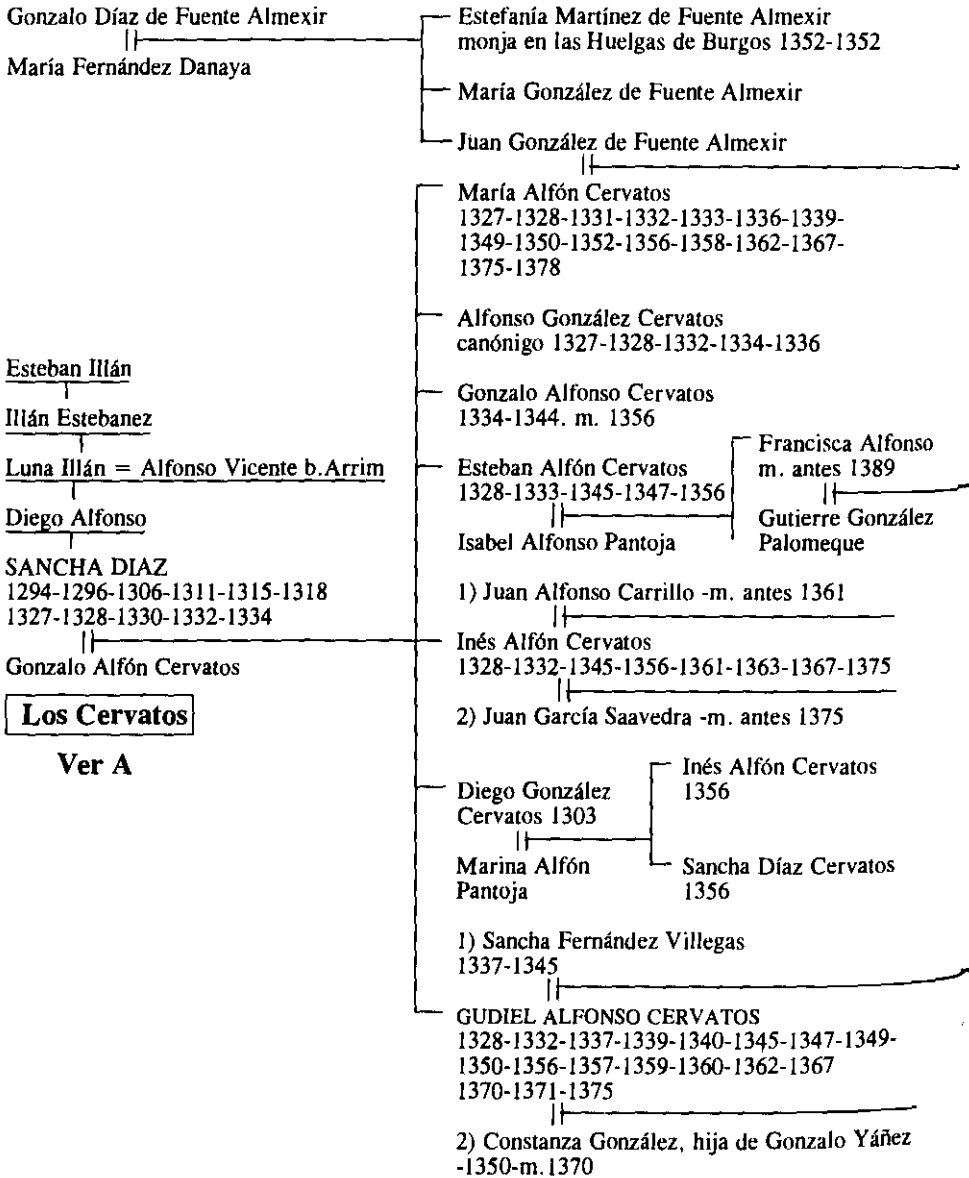 Gonzalo Díaz de Fuente Almexir
María Fernández Danaya
Estefanía Martínez de Fuente Almexir
monja en las Huelgas de Burgos 1352-1352
María González de Fuente Almexir
Juan González de Fuente Almexir
Esteban Illán
Illán Estebanez
Luna Illán = Alfonso Vicente b.Arrim
Diego Alfonso
SANCHA DIAZ
1294-1296-1306-1311-1315-1318
1327-1328-1330-1332-1334
Gonzalo Alfón Cervatos
Los Cervatos
Ver A
María Alfón Cervatos
1327-1328-1331-1332-1333-1336-1339-
1349-1350-1352-1356-1358-1362-1367-
1375-1378
Alfonso González Cervatos
canónigo 1327-1328-1332-1334-1336
Gonzalo Alfonso Cervatos
1334-1344. m. 1356
Esteban Alfón Cervatos
1328-1333-1345-1347-1356
Isabel Alfonso Pantoja
Francisca Alfonso
m. antes 1389
Gutierre González
Palomeque
1) Juan Alfonso Carrillo -m. antes 1361
Inés Alfón Cervatos
1328-1332-1345-1356-1361-1363-1367-1375
2) Juan García Saavedra -m. antes 1375
Diego González
Cervatos 1303
Marina Alfón
Pantoja
Inés Alfón Cervatos
1356
Sancha Díaz Cervatos
1356
1) Sancha Fernández Villegas
1337-1345
GUDIEL ALFONSO CERVATOS
1328-1332-1337-1339-1340-1345-1347-1349-
1350-1356-1357-1359-1360-1362-1367
1370-1371-1375
2) Constanza González, hija de Gonzalo Yáñez
-1350-m.1370